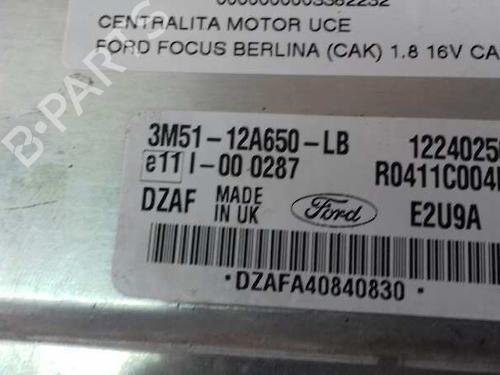 CENTRALITA MOTOR UCE
FORD FOCUS BERLINA (CAK) 1.8 16V CA
3M51-12A650-LB
e11 I-00 0287
DZAF MADE IN UK
Ford
E2U9A
*DZAFA40840830*
B-PARTS